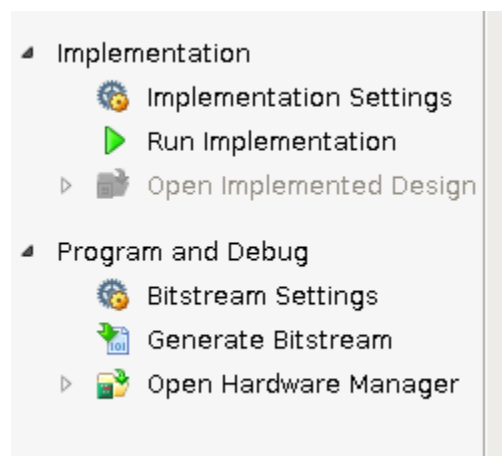 Implementation
Implementation Settings
Run Implementation
Open Implemented Design
Program and Debug
Bitstream Settings
Generate Bitstream
Open Hardware Manager